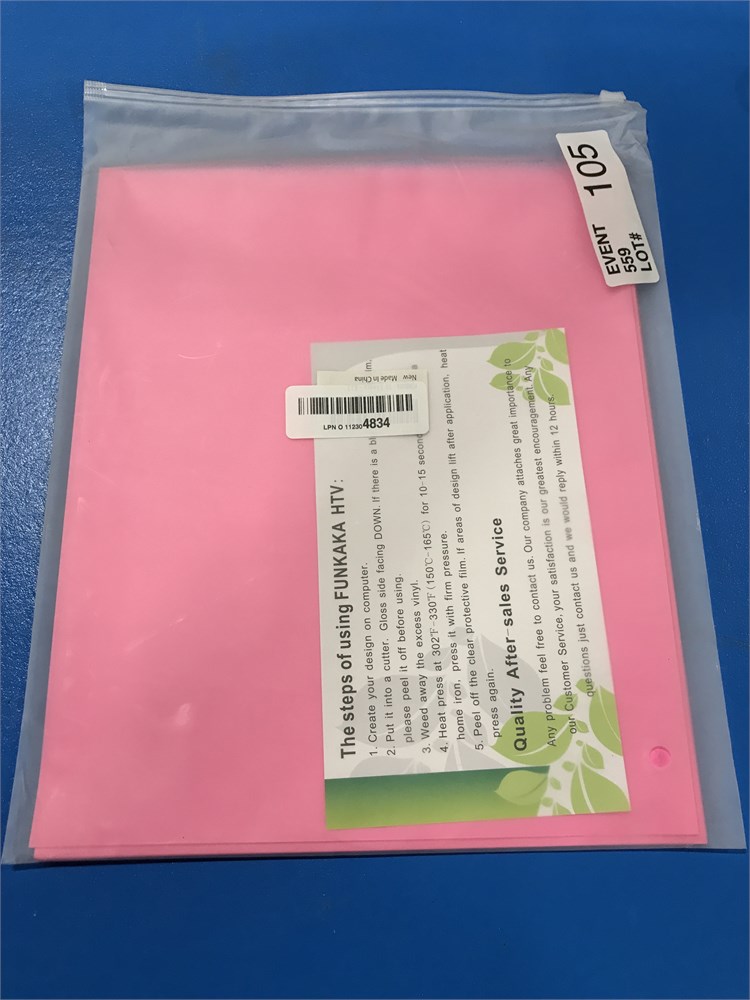 EVENT
559
LOT#
105
New Made in China
LPN O 112304834
The steps of using FUNKAKA HTV:
1. Create your design on computer.
2. Put it into a cutter. Gloss side facing DOWN. If there is a bl lm,
please peel it off before using.
3. Weed away the excess vinyl.
4. Heat press at 302℉-330℉(150℃-165℃) for 10-15 second s
home iron, press it with firm pressure.
5. Peel off the clear protective film. If areas of design lift after application, heat
press again.
Quality After-sales Service
Any problem feel free to contact us. Our company attaches great importance to
our Customer Service, your satisfaction is our greatest encouragement. Any
questions just contact us and we would reply within 12 hours.